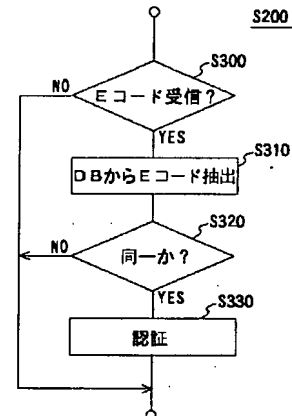 S200
S300
NO
Eコード受信?
YES
S310
DBからEコード抽出
S320
NO
同一か?
YES
S330
認証